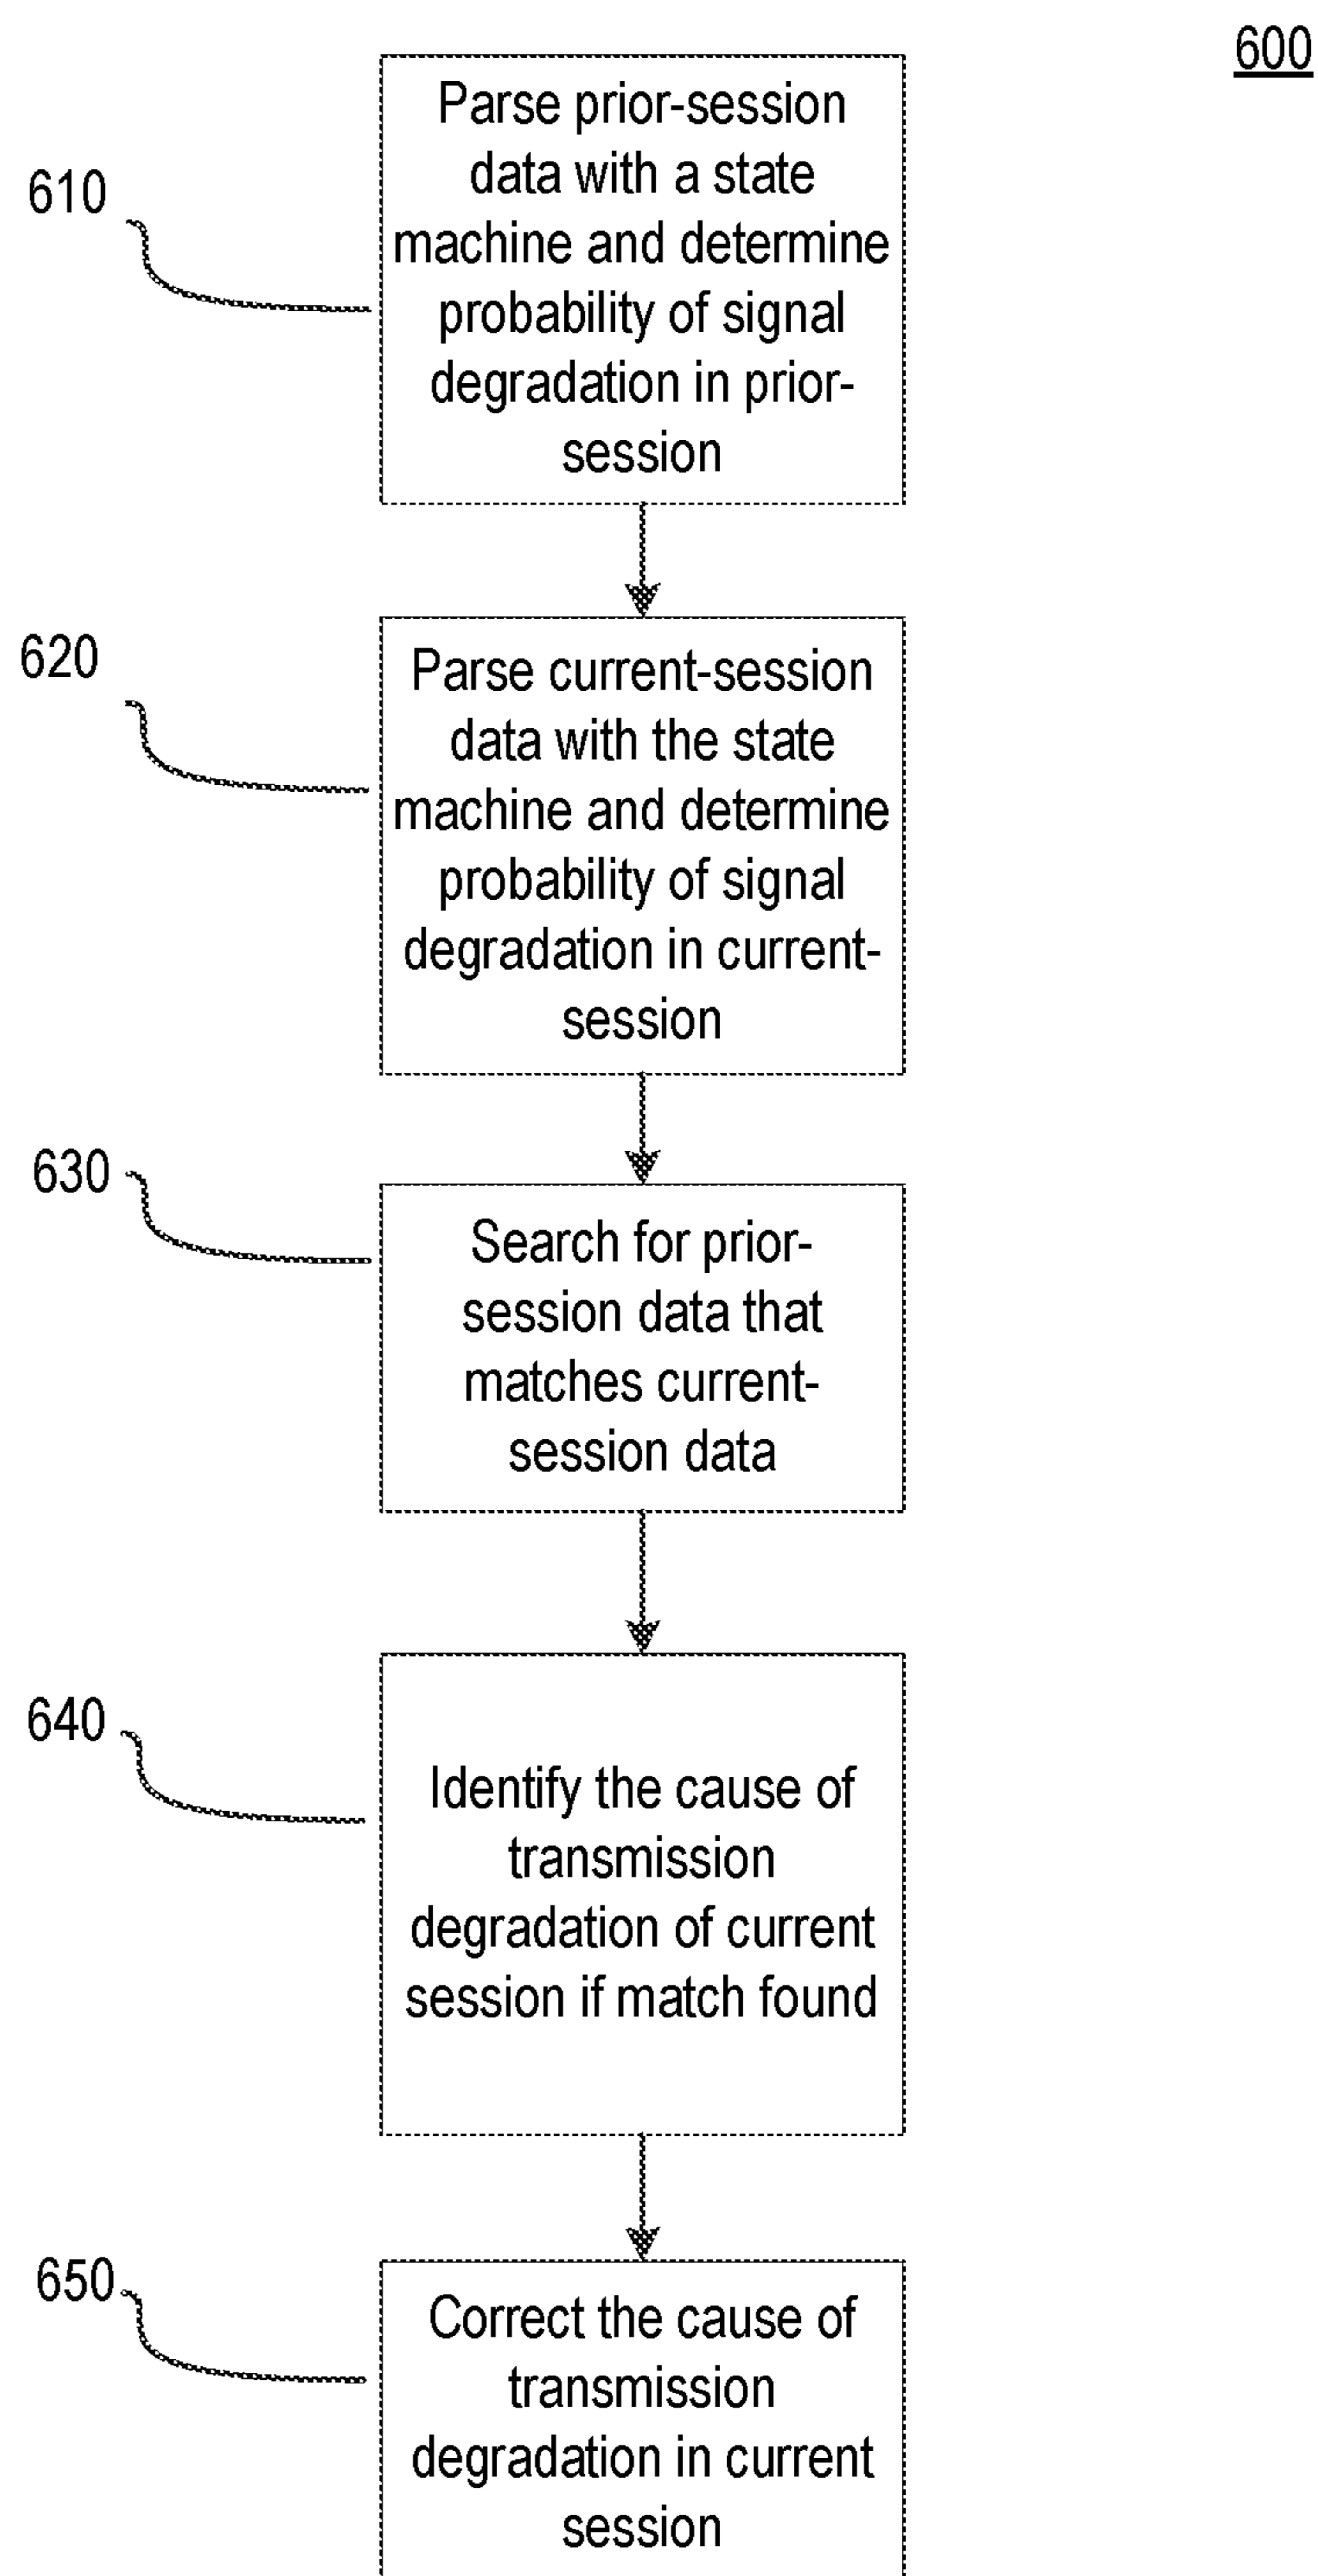 600
610
Parse prior-session
data with a state
machine and determine
probability of signal
degradation in prior-
session
620
Parse current-session
data with the state
machine and determine
probability of signal
degradation in current-
session
630
Search for prior-
session data that
matches current-
session data
640
Identify the cause of
transmission
degradation of current
session if match found
650
Correct the cause of
transmission
degradation in current
session